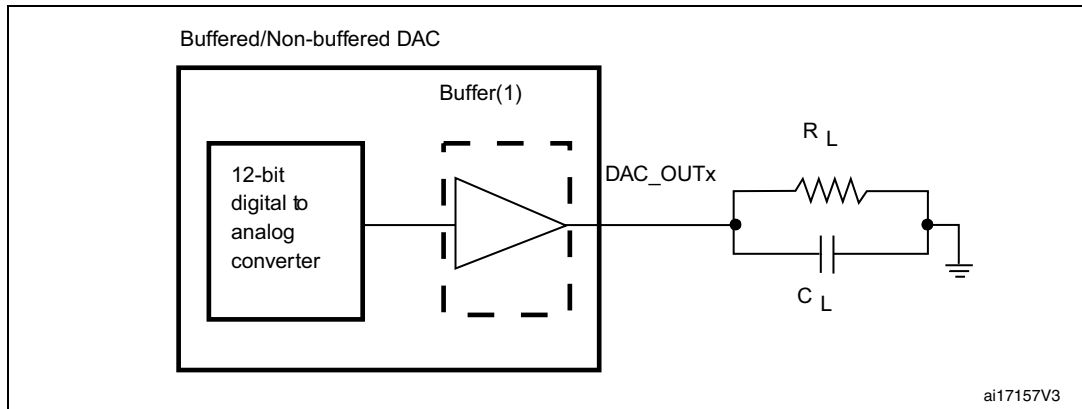 Buffered/Non-buffered DAC
Buffer(1)
12-bit
digital to
analog
converter
DAC_OUTx
R L
C L
ai17157V3